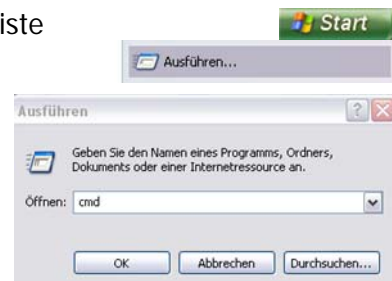 iste
Start
Ausführen...
Ausführen
Geben Sie den Namen eines Programms, Ordners,
Dokuments oder einer Internetressource an.
Öffnen: cmd
OK Abbrechen Durchsuchen...